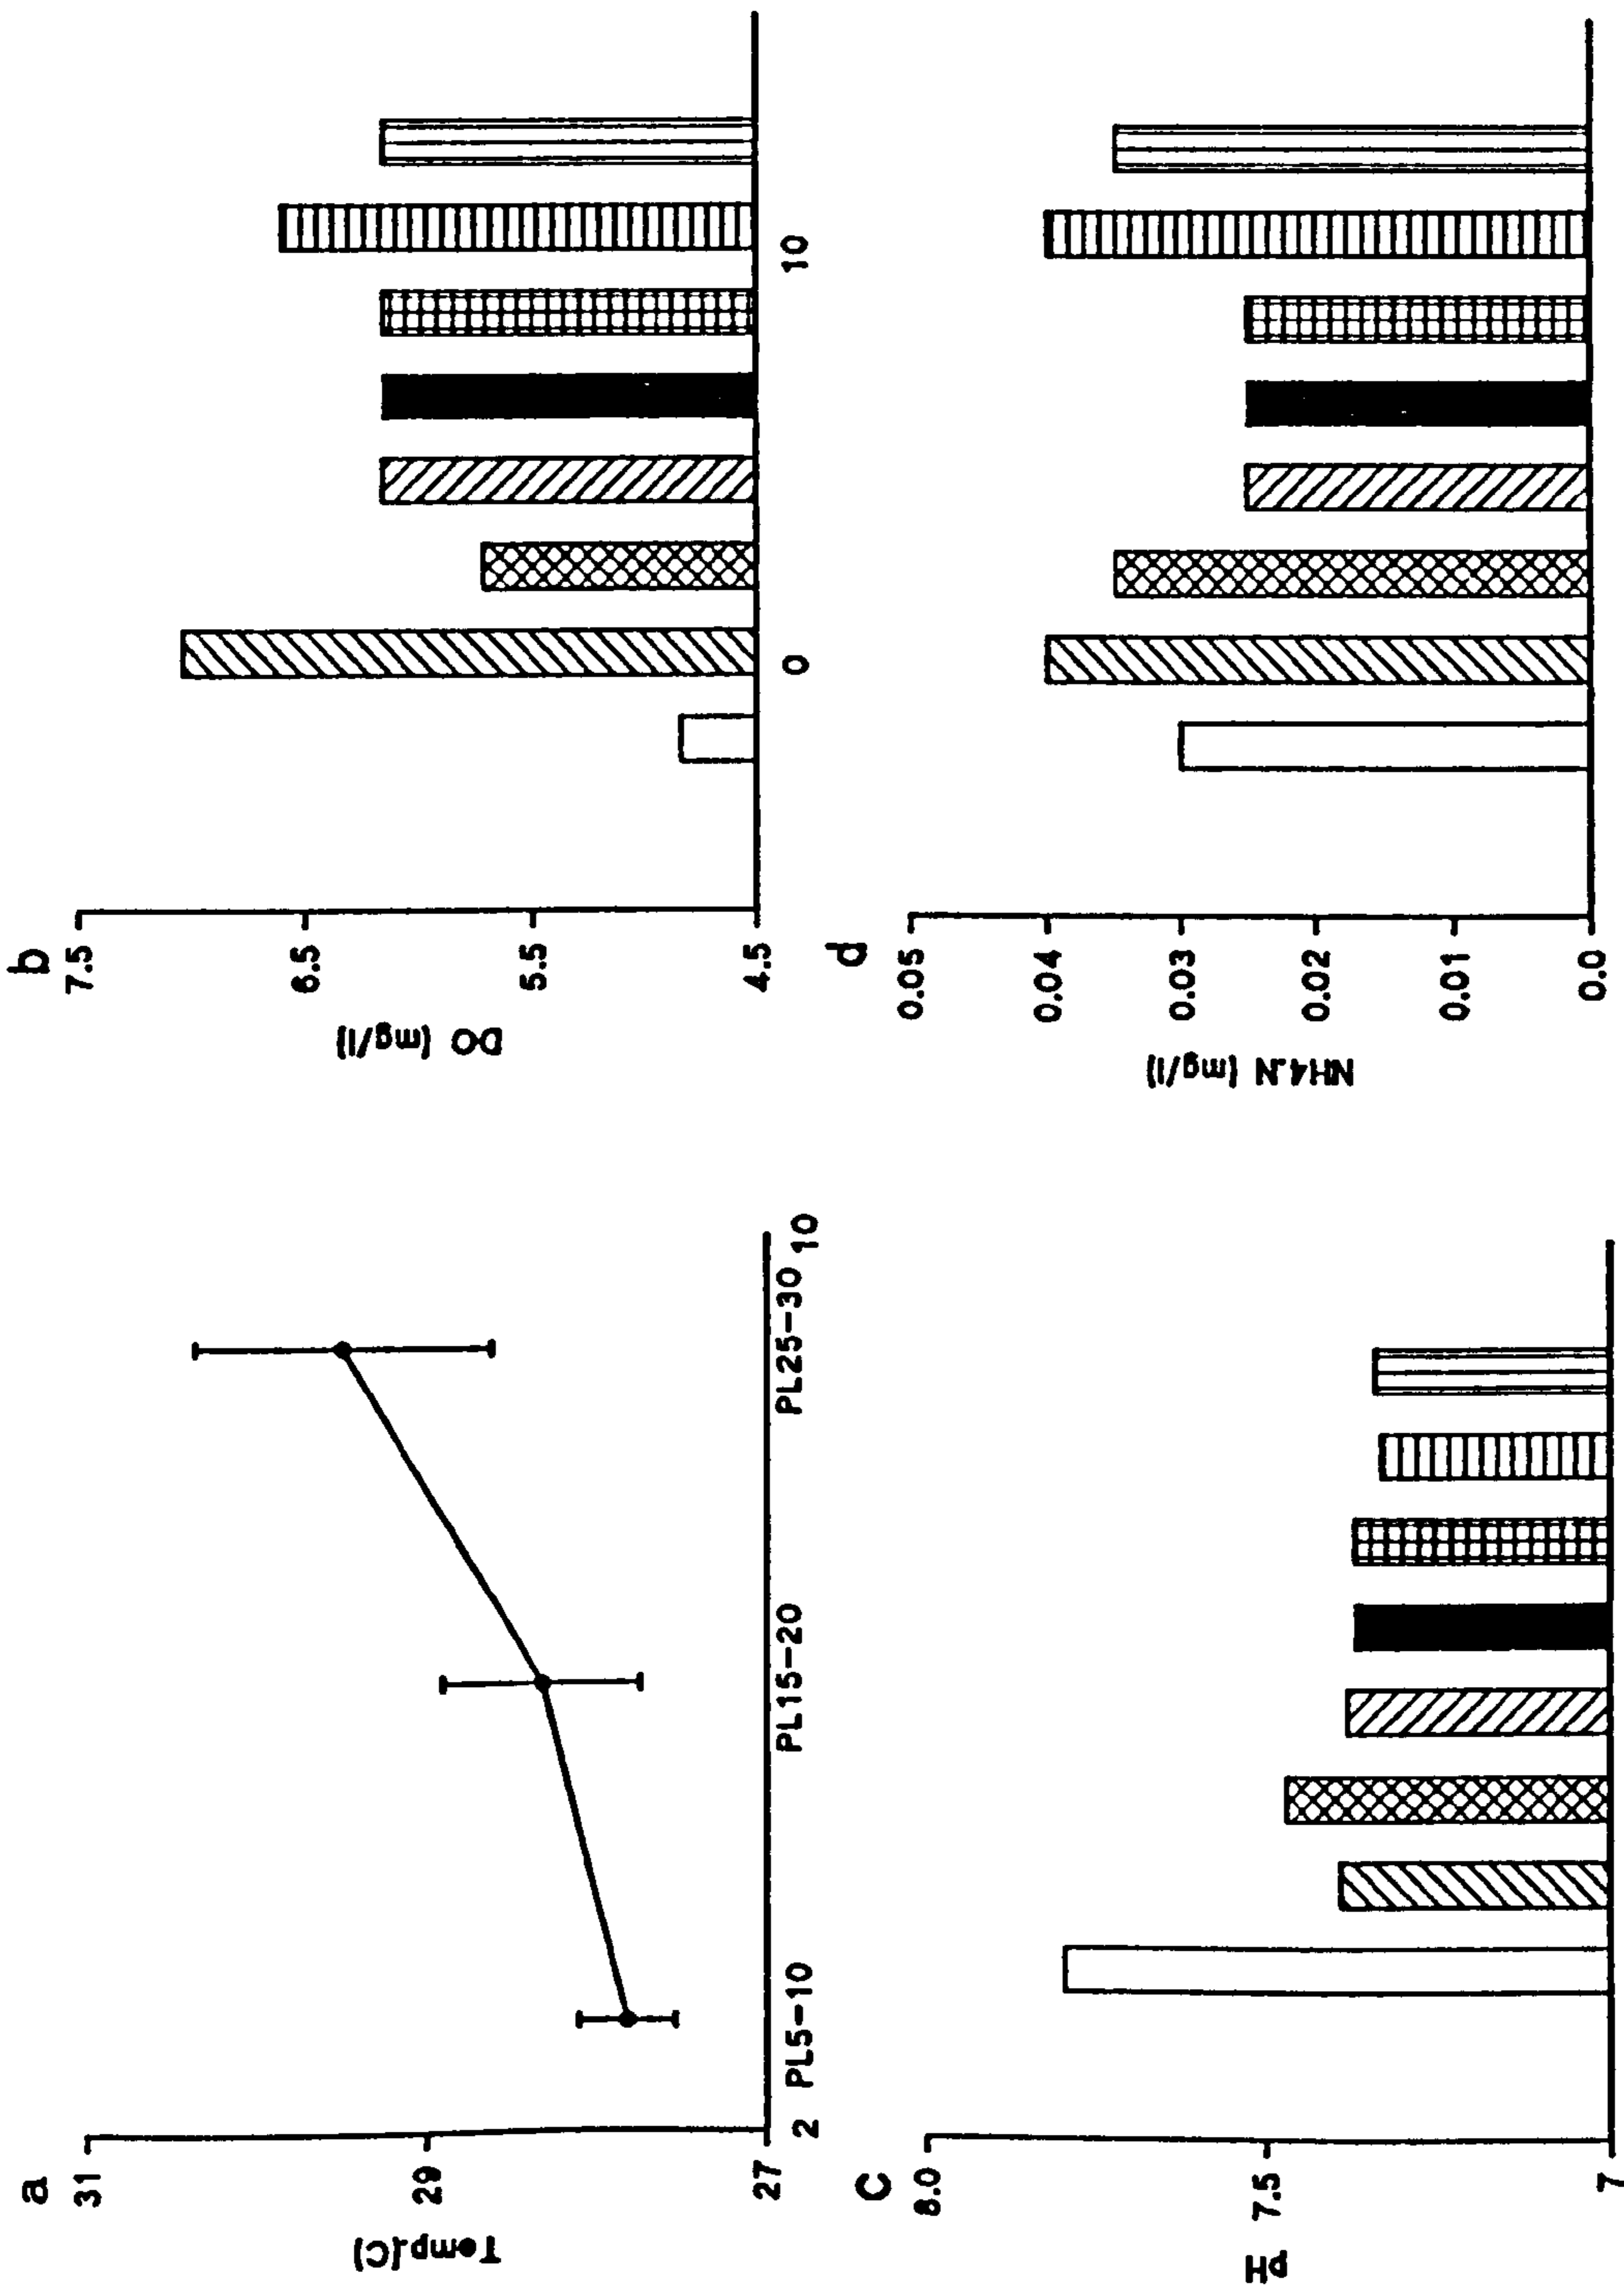 a
31
29
27
Temp.(C)
2 PL5-10 PL15-20 PL25-30 10
b
7.5
6.5
5.5
4.5
DO (mg/l)
0 10
c
8.0
7.5
7
PH
d
0.05
0.04
0.03
0.02
0.01
0.0
NH4.N (mg/l)